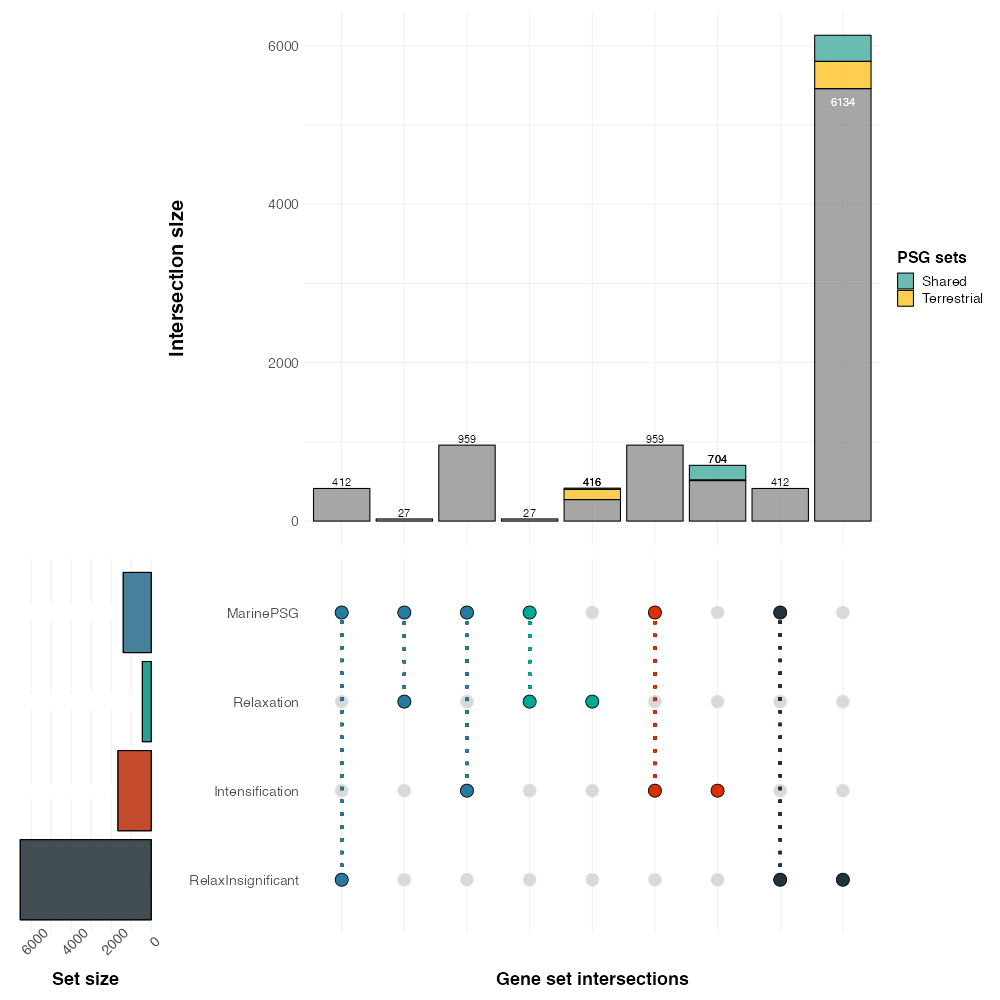 6000
4000
2000
0
Intersection size
412
27
959
27
416
959
704
412
6134
PSG sets
Shared
Terrestrial
MarinePSG
Relaxation
Intensification
RelaxInsignificant
6000
4000
2000
0
Set size
Gene set intersections